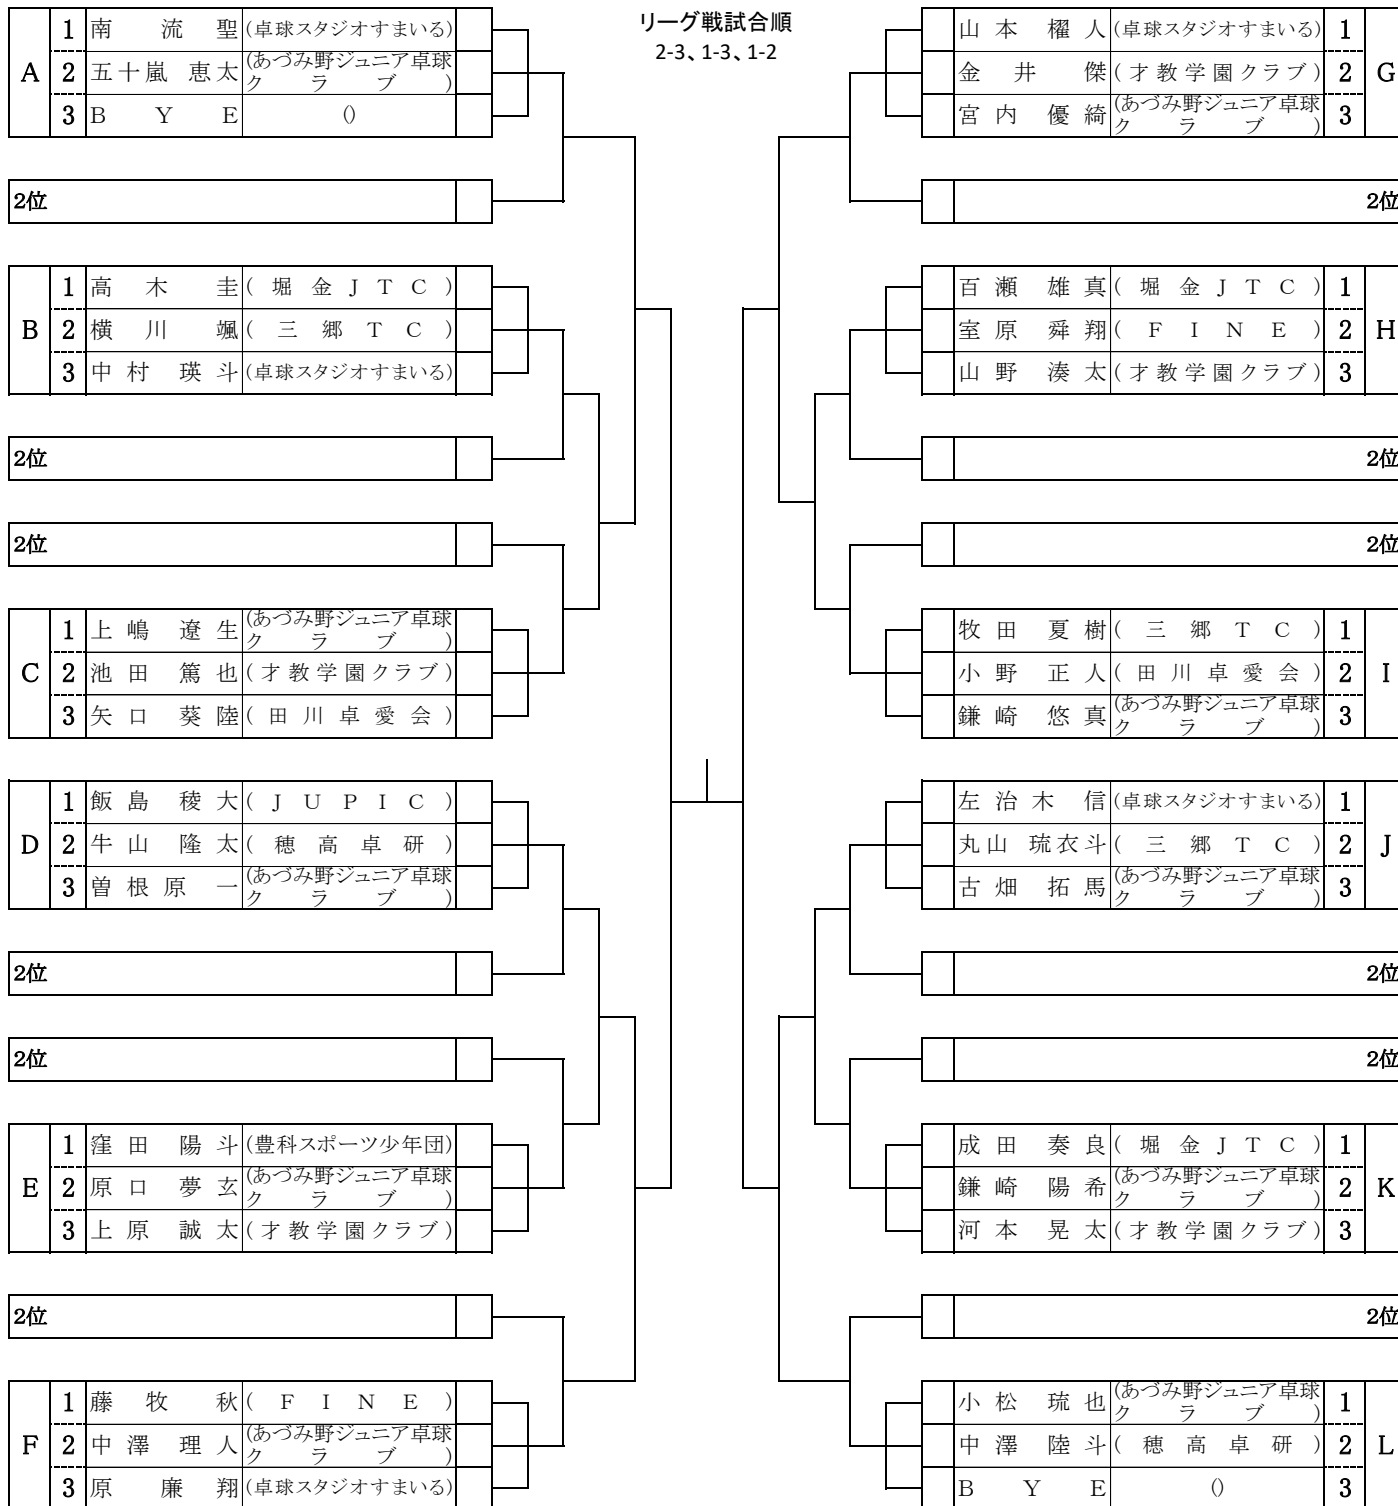 リーグ戦試合順
2-3、1-3、1-2
A
1 南 流 聖 (卓球スタジオすまいる)
2 五十嵐 恵太 (あづみ野ジュニア卓球クラブ)
3 B Y E ()
2位
B
1 高 木 圭 (堀金JTC)
2 横 川 颯 (三郷TC)
3 中 村 瑛 斗 (卓球スタジオすまいる)
2位
2位
C
1 上 嶋 遼 生 (あづみ野ジュニア卓球クラブ)
2 池 田 篤 也 (才教学園クラブ)
3 矢 口 葵 陸 (田川卓愛会)
D
1 飯 島 稜 大 (JUPIC)
2 牛 山 隆 太 (穂高卓研)
3 曽 根 原 一 (あづみ野ジュニア卓球クラブ)
2位
2位
E
1 窪 田 陽 斗 (豊科スポーツ少年団)
2 原 口 夢 玄 (あづみ野ジュニア卓球クラブ)
3 上 原 誠 太 (才教学園クラブ)
2位
F
1 藤 牧 秋 (FINE)
2 中 澤 理 人 (あづみ野ジュニア卓球クラブ)
3 原 廉 翔 (卓球スタジオすまいる)
山 本 櫂 人 (卓球スタジオすまいる) 1
金 井 傑 (才教学園クラブ) 2
宮 内 優 綺 (あづみ野ジュニア卓球クラブ) 3
G
2位
百 瀬 雄 真 (堀金JTC) 1
室 原 舜 翔 (FINE) 2
山 野 湊 太 (才教学園クラブ) 3
H
2位
2位
牧 田 夏 樹 (三郷TC) 1
小 野 正 人 (田川卓愛会) 2
鎌 崎 悠 真 (あづみ野ジュニア卓球クラブ) 3
I
左 治 木 信 (卓球スタジオすまいる) 1
丸山 琉衣斗 (三郷TC) 2
古 畑 拓 馬 (あづみ野ジュニア卓球クラブ) 3
J
2位
2位
成 田 奏 良 (堀金JTC) 1
鎌 崎 陽 希 (あづみ野ジュニア卓球クラブ) 2
河 本 晃 太 (才教学園クラブ) 3
K
2位
小 松 琉 也 (あづみ野ジュニア卓球クラブ) 1
中 澤 陸 斗 (穂高卓研) 2
B Y E () 3
L